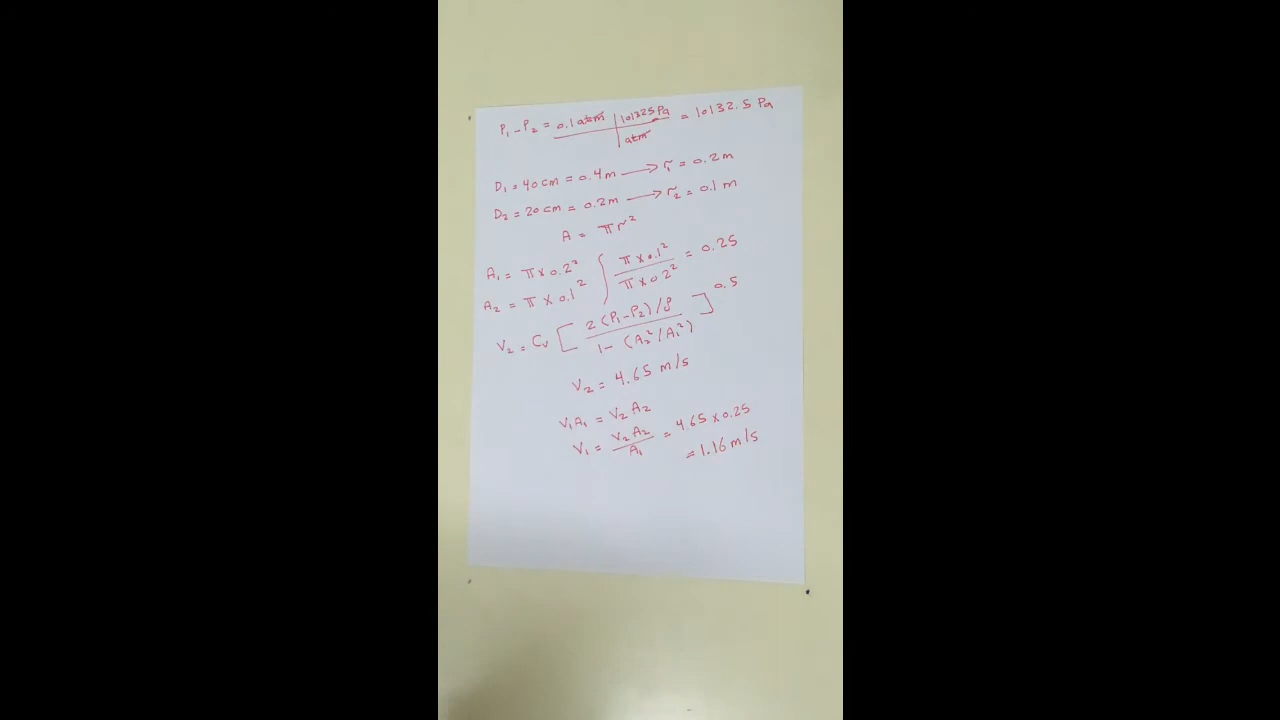 P₁ - P₂ = 0.1 atm | 101325 Pa / atm = 10132.5 Pa
D₁ = 40 cm = 0.4 m → r₁ = 0.2 m
D₂ = 20 cm = 0.2 m → r₂ = 0.1 m
A = πr²
A₁ = π × 0.2²
A₂ = π × 0.1²
π × 0.1² / π × 0.2² = 0.25
V₂ = Cᵥ [ 2 (P₁ - P₂) / ρ / 1 - (A₂² / A₁²) ]^0.5
V₂ = 4.65 m/s
V₁A₁ = V₂A₂
V₁ = V₂A₂ / A₁ = 4.65 × 0.25
= 1.16 m/s